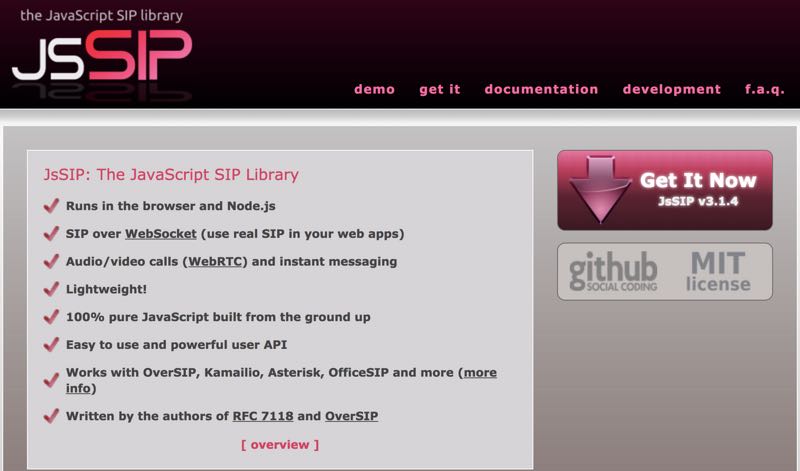 the JavaScript SIP library
JSSIP
demo get it documentation development f.a.q.
JsSIP: The JavaScript SIP Library
Runs in the browser and Node.js
SIP over WebSocket (use real SIP in your web apps)
Audio/video calls (WebRTC) and instant messaging
Lightweight!
100% pure JavaScript built from the ground up
Easy to use and powerful user API
Works with OverSIP, Kamailio, Asterisk, OfficeSIP and more (more
info)
Written by the authors of RFC 7118 and OverSIP
[ overview ]
Get It Now
JsSIP v3.1.4
github
SOCIAL CODING
MIT
license